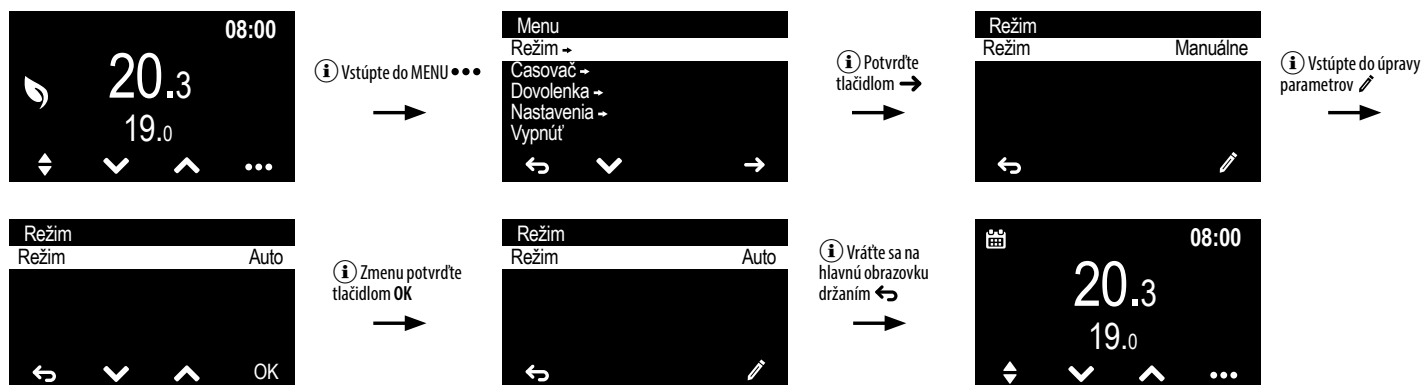 08:00
20.3
19.0
Vstúpte do MENU
Menu
Režim
Casovač
Dovolenka
Nastavenia
Vypnúť
Potvrďte
tlačidlom
Režim
Režim Manuálne
Vstúpte do úpravy
parametrov
Režim
Režim Auto
OK
Zmenu potvrďte
tlačidlom OK
Režim
Režim Auto
Vráťte sa na
hlavnú obrazovku
držaním
08:00
20.3
19.0